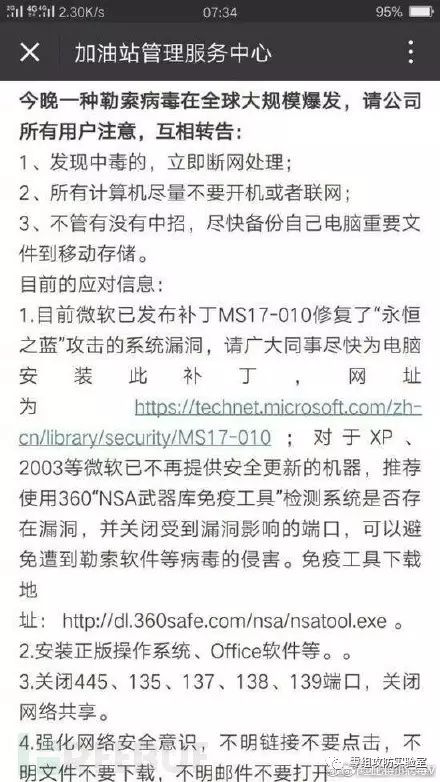 2G 4G 4G 2.30K/s 07:34 95%
加油站管理服务中心
今晚一种勒索病毒在全球大规模爆发，请公司
所有用户注意，互相转告：
1、发现中毒的，立即断网处理；
2、所有计算机尽量不要开机或者联网；
3、不管有没有中招，尽快备份自己电脑重要文
件到移动存储。
目前的应对信息：
1.目前微软已发布补丁MS17-010修复了“永恒
之蓝”攻击的系统漏洞，请广大同事尽快为电脑
安装此补丁，网址
为 https://technet.microsoft.com/zh-
cn/library/security/MS17-010 ；对于XP、
2003等微软已不再提供安全更新的机器，推荐
使用360“NSA武器库免疫工具”检测系统是否存
在漏洞，并关闭受到漏洞影响的端口，可以避
免遭到勒索软件等病毒的侵害。免疫工具下载
地
址：http://dl.360safe.com/nsa/nsatool.exe 。
2.安装正版操作系统、Office软件等。。
3.关闭445、135、137、138、139端口，关闭
网络共享。
4.强化网络安全意识，不明链接不要点击，不
明文件不要下载，不明邮件不要打开
REEBUF